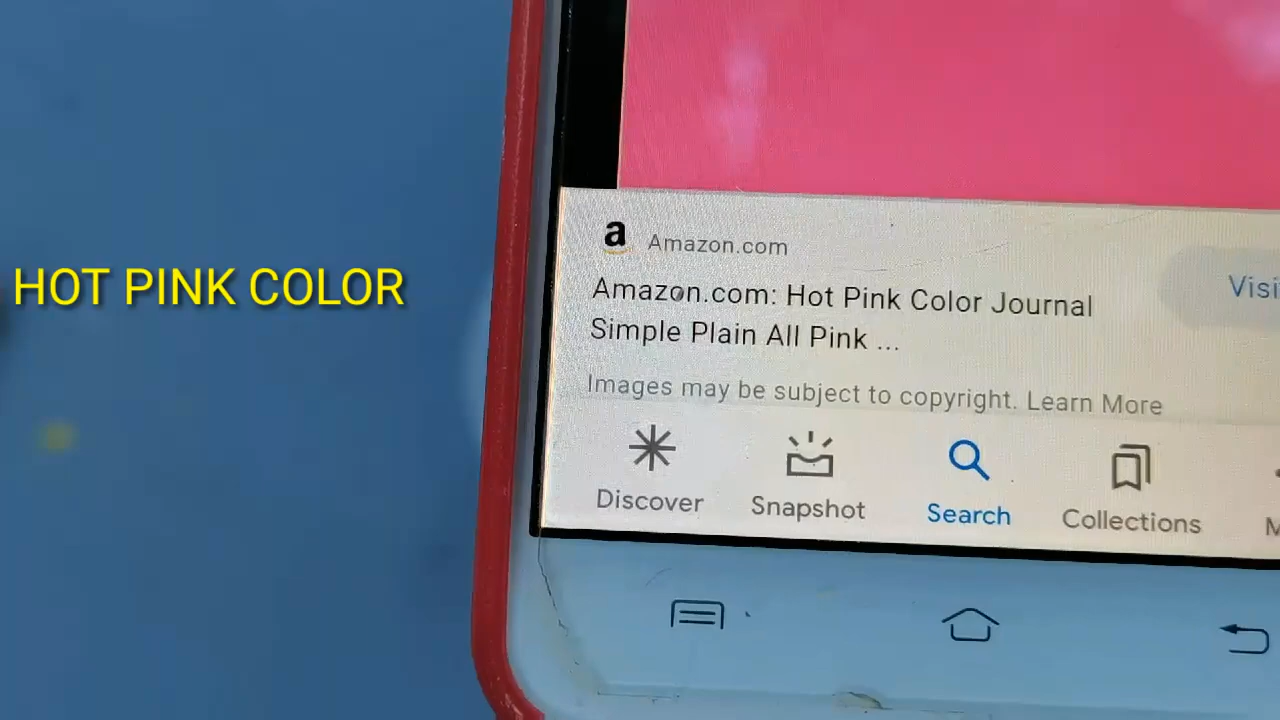 HOT PINK COLOR
a Amazon.com
Amazon.com: Hot Pink Color Journal
Simple Plain All Pink ...
Images may be subject to copyright. Learn More
Discover
Snapshot
Search
Collections